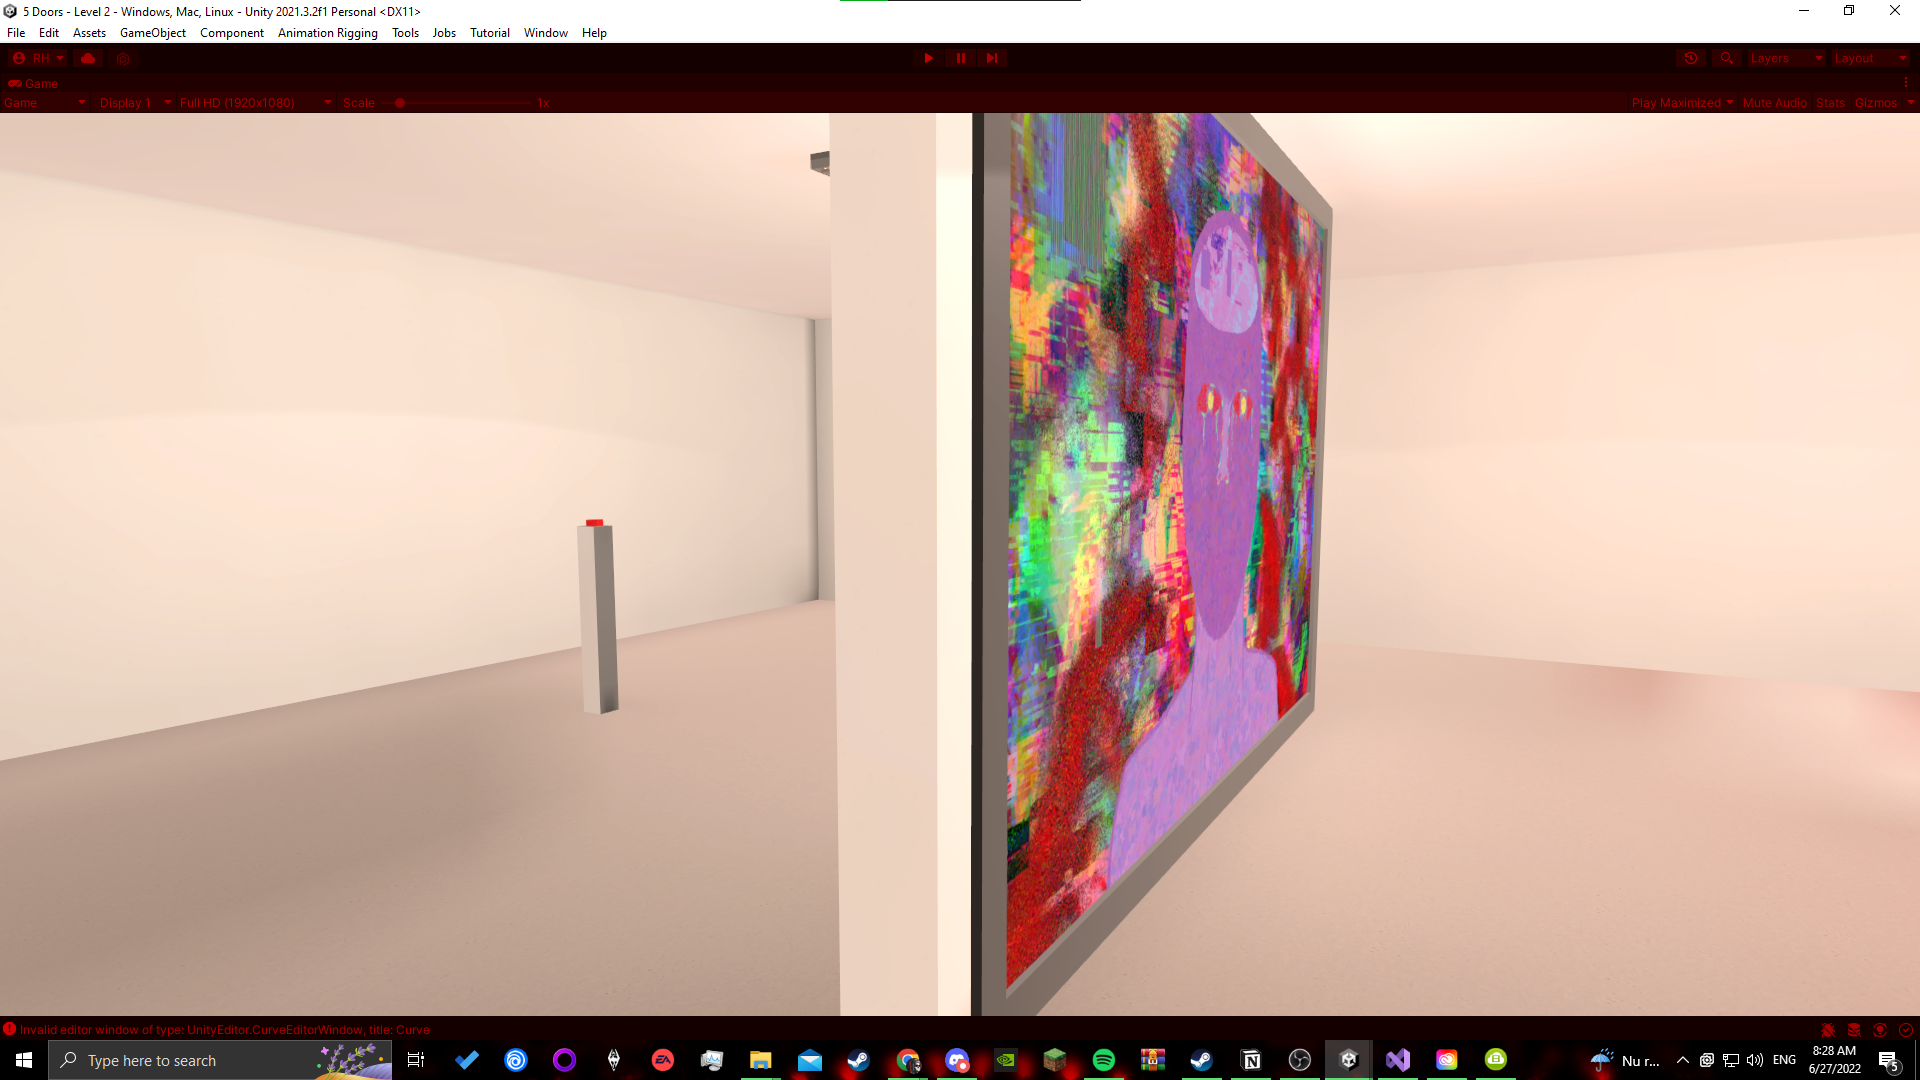 5 Doors - Level 2 - Windows, Mac, Linux - Unity 2021.3.2f1 Personal <DX11>
File Edit Assets GameObject Component Animation Rigging Tools Jobs Tutorial Window Help
RH Layers Layout
Game
Game Display 1 Full HD (1920x1080) Scale 1x Play Maximized Mute Audio Stats Gizmos
Invalid editor window of type: UnityEditor.CurveEditorWindow, title: Curve
Type here to search EA N Nu r... ENG 8:28 AM
6/27/2022 5